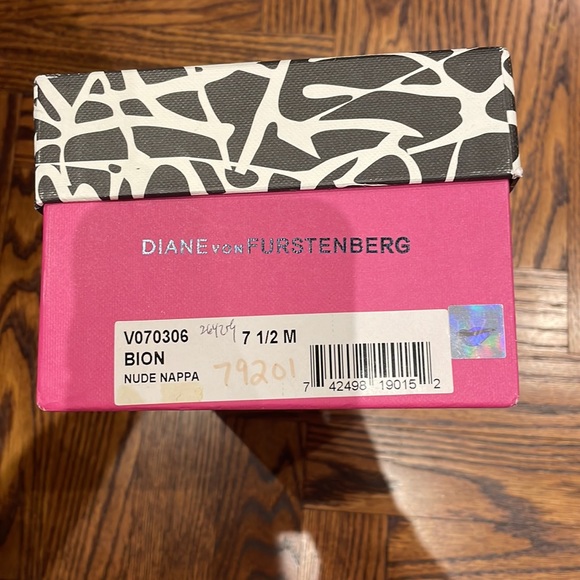 DIANE VON FURSTENBERG
V070306 7 1/2 M
BION
NUDE NAPPA 79201
7 42498 19015 2